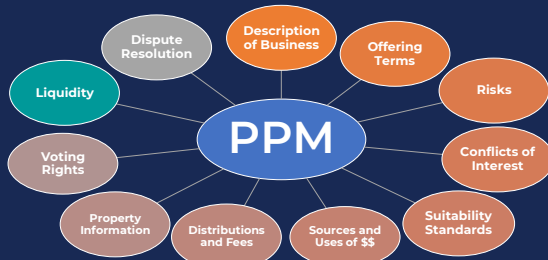 Description
of Business
Offering
Terms
Risks
Conflicts of
Interest
Suitability
Standards
Sources and
Uses of $$
Distributions
and Fees
Property
Information
Voting
Rights
Liquidity
Dispute
Resolution
PPM